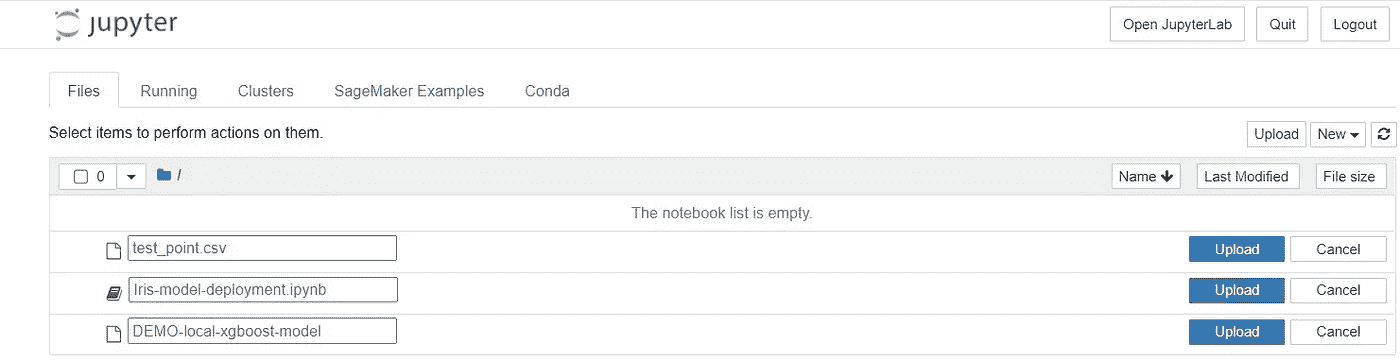 jupyter
Open JupyterLab Quit Logout
Files Running Clusters SageMaker Examples Conda
Select items to perform actions on them.
Upload New
0 / Name Last Modified File size
The notebook list is empty.
test_point.csv Upload Cancel
Iris-model-deployment.ipynb Upload Cancel
DEMO-local-xgboost-model Upload Cancel